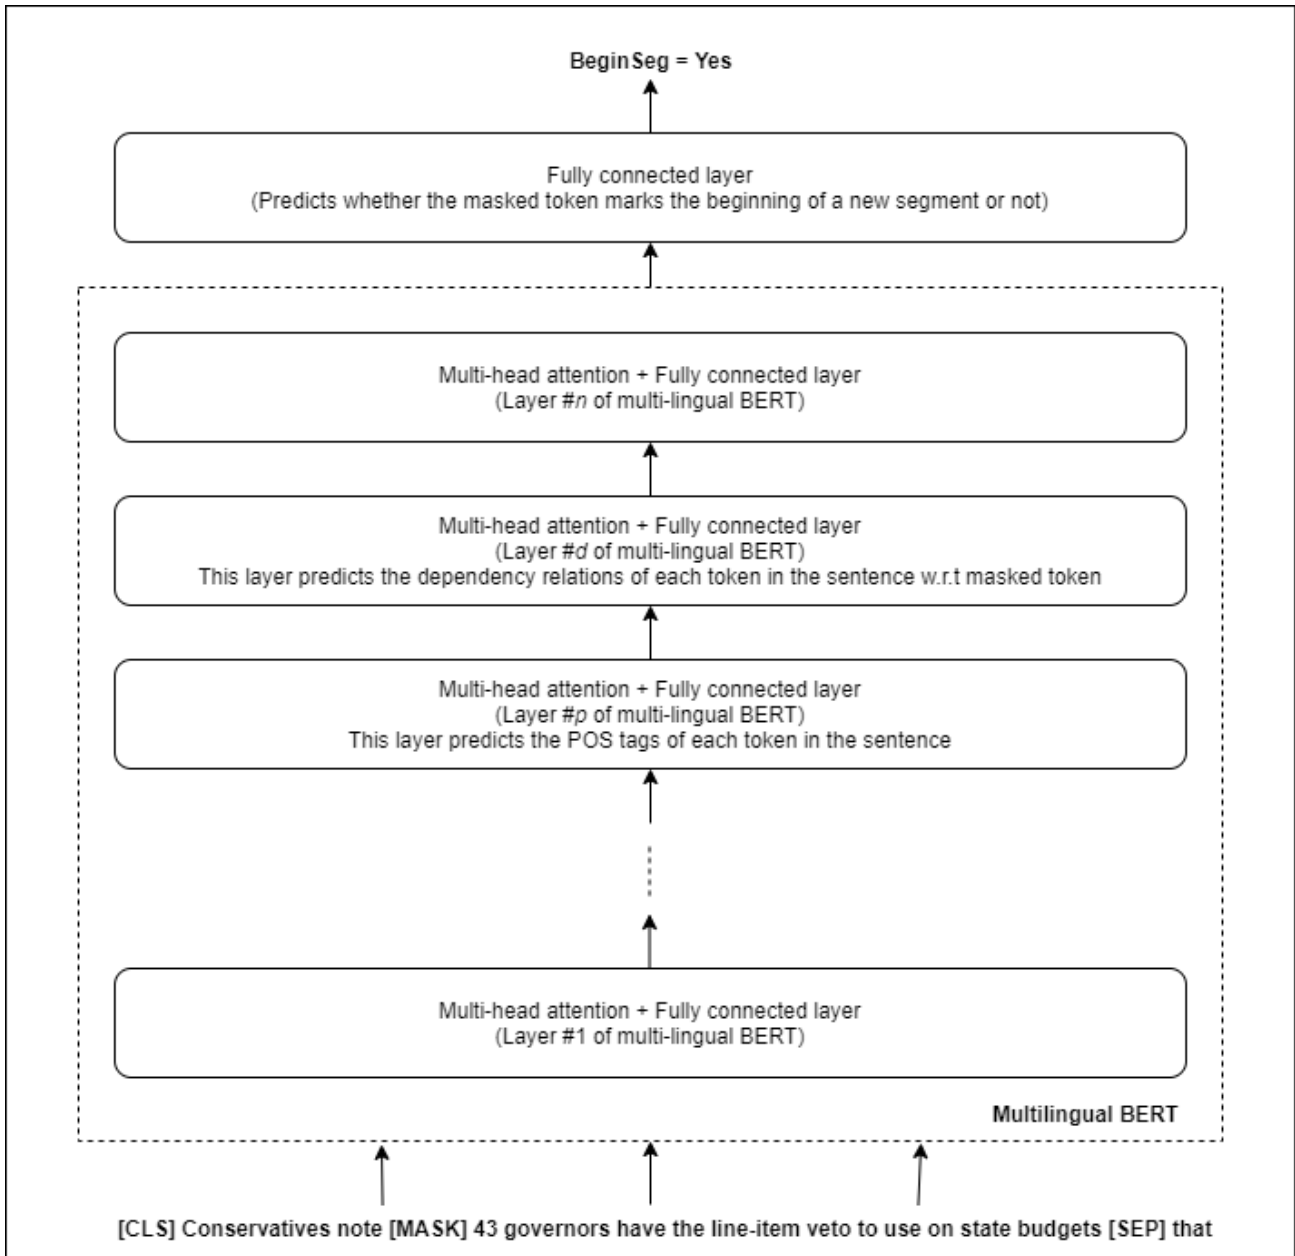 BeginSeg = Yes
Fully connected layer
(Predicts whether the masked token marks the beginning of a new segment or not)
Multi-head attention + Fully connected layer
(Layer #n of multi-lingual BERT)
Multi-head attention + Fully connected layer
(Layer #d of multi-lingual BERT)
This layer predicts the dependency relations of each token in the sentence w.r.t masked token
Multi-head attention + Fully connected layer
(Layer #p of multi-lingual BERT)
This layer predicts the POS tags of each token in the sentence
Multi-head attention + Fully connected layer
(Layer #1 of multi-lingual BERT)
Multilingual BERT
[CLS] Conservatives note [MASK] 43 governors have the line-item veto to use on state budgets [SEP] that